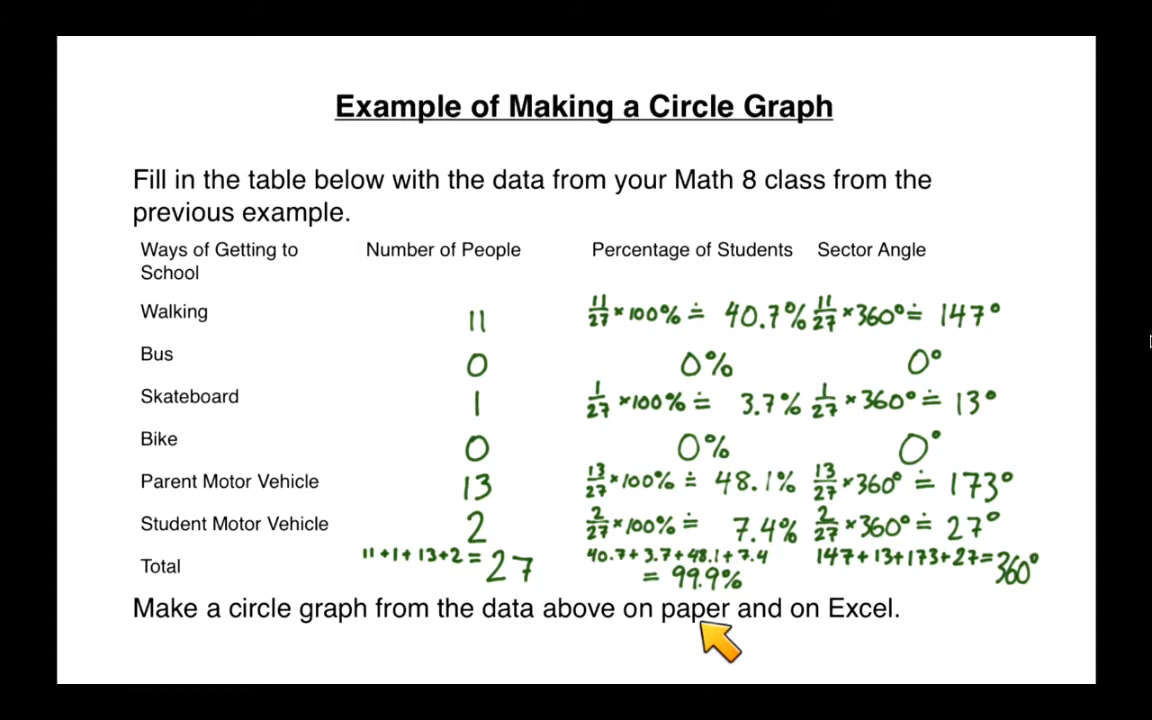 Example of Making a Circle Graph
Fill in the table below with the data from your Math 8 class from the
previous example.
Ways of Getting to School Number of People Percentage of Students Sector Angle
Walking 11 11/27 × 100% ≐ 40.7% 11/27 × 360° ≐ 147°
Bus 0 0% 0°
Skateboard 1 1/27 × 100% ≐ 3.7% 1/27 × 360° ≐ 13°
Bike 0 0% 0°
Parent Motor Vehicle 13 13/27 × 100% ≐ 48.1% 13/27 × 360° ≐ 173°
Student Motor Vehicle 2 2/27 × 100% ≐ 7.4% 2/27 × 360° ≐ 27°
Total 11+1+13+2= 27 40.7+3.7+48.1+7.4 = 99.9% 147+13+173+27= 360°
Make a circle graph from the data above on paper and on Excel.